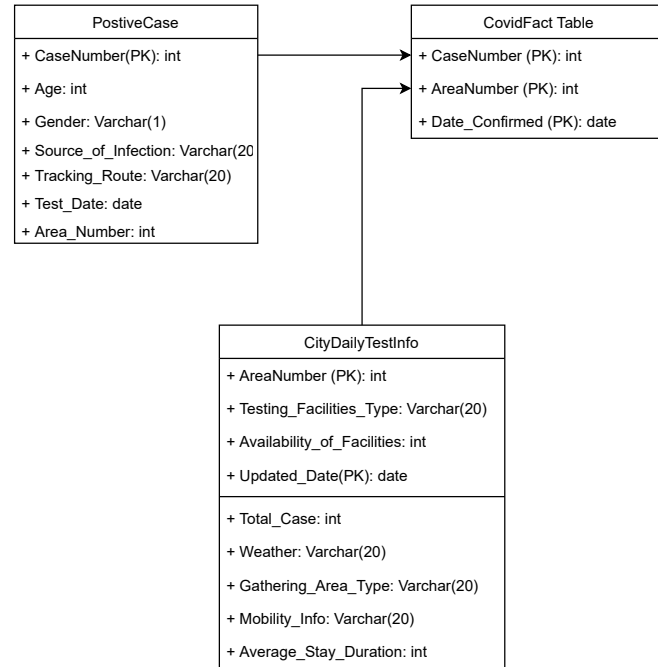 PostiveCase
+ CaseNumber(PK): int
+ Age: int
+ Gender: Varchar(1)
+ Source_of_Infection: Varchar(20
+ Tracking_Route: Varchar(20)
+ Test_Date: date
+ Area_Number: int
CovidFact Table
+ CaseNumber (PK): int
+ AreaNumber (PK): int
+ Date_Confirmed (PK): date
CityDailyTestInfo
+ AreaNumber (PK): int
+ Testing_Facilities_Type: Varchar(20)
+ Availability_of_Facilities: int
+ Updated_Date(PK): date
+ Total_Case: int
+ Weather: Varchar(20)
+ Gathering_Area_Type: Varchar(20)
+ Mobility_Info: Varchar(20)
+ Average_Stay_Duration: int